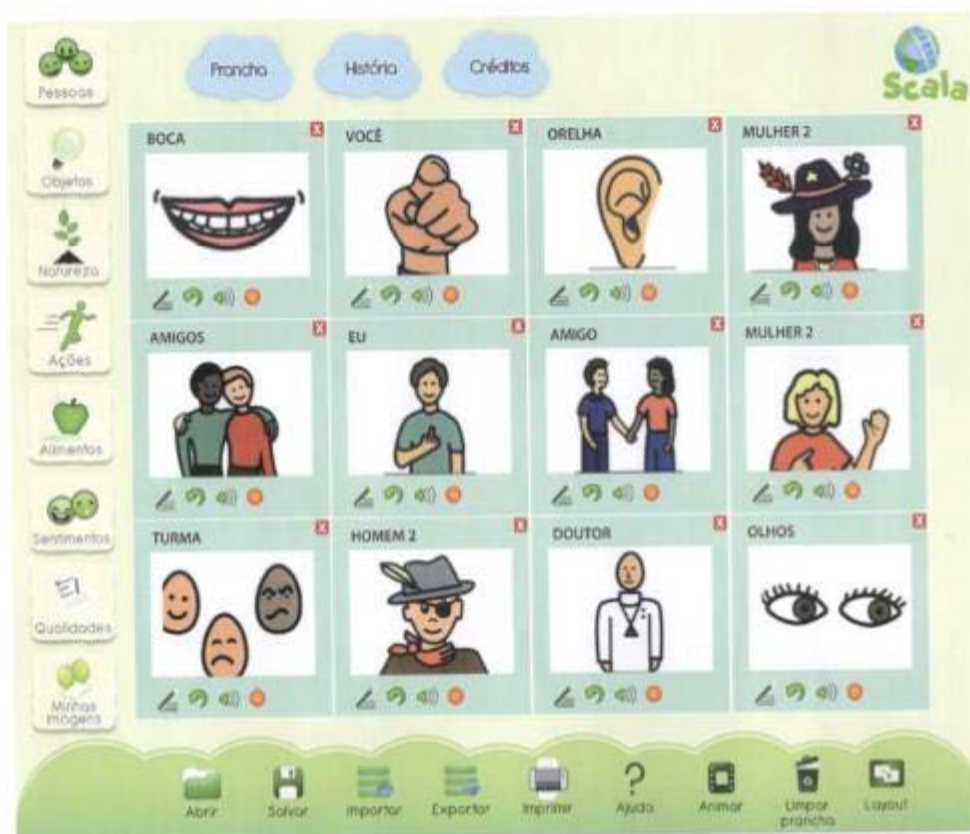 Prancha
História
Créditos
Scala
Pessoas
Objetos
Natureza
Ações
Alimentos
Sentimentos
Qualidades
Minhas
Imagens
BOCA
VOCÊ
ORELHA
MULHER 2
AMIGOS
EU
AMIGO
MULHER 2
TURMA
HOMEM 2
DOUTOR
OLHOS
Abrir
Salvar
Importar
Exportar
Imprimir
Ajuda
Animar
Limpar
prancha
Layout